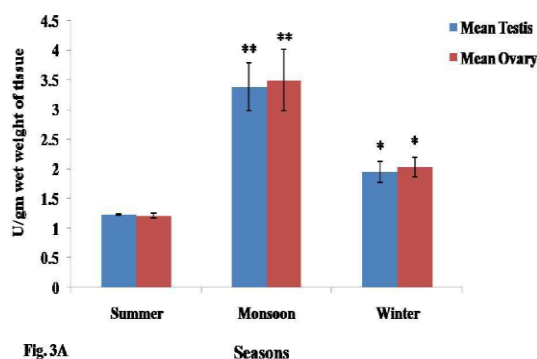 4.5
4
3.5
3
2.5
2
1.5
1
0.5
0
U/gm wet weight of tissue
** **
* *
Mean Testis
Mean Ovary
Summer Monsoon Winter
Fig. 3A Seasons